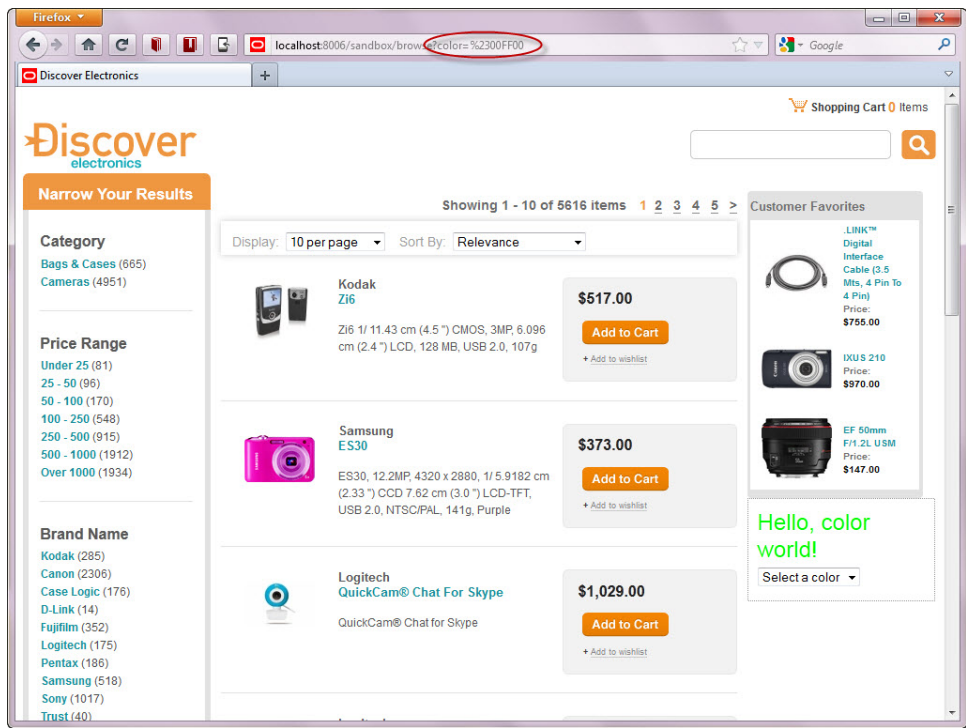 Firefox
localhost:8006/sandbox/browse?color=%2300FF00
Google
Discover Electronics
Shopping Cart 0 Items
Discover
electronics
Narrow Your Results
Category
Bags & Cases (665)
Cameras (4951)
Price Range
Under 25 (81)
25 - 50 (96)
50 - 100 (170)
100 - 250 (548)
250 - 500 (915)
500 - 1000 (1912)
Over 1000 (1934)
Brand Name
Kodak (285)
Canon (2306)
Case Logic (176)
D-Link (14)
Fujifilm (352)
Logitech (175)
Pentax (186)
Samsung (518)
Sony (1017)
Trust (40)
Showing 1 - 10 of 5616 items 1 2 3 4 5 >
Display: 10 per page Sort By: Relevance
Kodak
Zi6
Zi6 1/ 11.43 cm (4.5 ") CMOS, 3MP, 6.096
cm (2.4 ") LCD, 128 MB, USB 2.0, 107g
$517.00
Add to Cart
+ Add to wishlist
Samsung
ES30
ES30, 12.2MP, 4320 x 2880, 1/ 5.9182 cm
(2.33 ") CCD 7.62 cm (3.0 ") LCD-TFT,
USB 2.0, NTSC/PAL, 141g, Purple
$373.00
Add to Cart
+ Add to wishlist
Logitech
QuickCam® Chat For Skype
QuickCam® Chat for Skype
$1,029.00
Add to Cart
+ Add to wishlist
Customer Favorites
.LINK™
Digital
Interface
Cable (3.5
Mts, 4 Pin To
4 Pin)
Price:
$755.00
IXUS 210
Price:
$970.00
EF 50mm
F/1.2L USM
Price:
$147.00
Hello, color
world!
Select a color